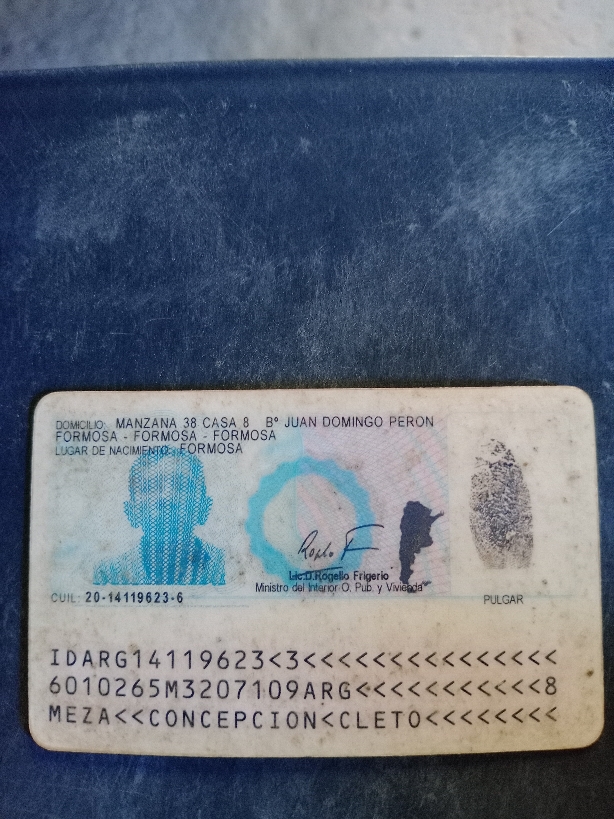 DOMICILIO: MANZANA 38 CASA 8 Bº JUAN DOMINGO PERON
FORMOSA - FORMOSA - FORMOSA
LUGAR DE NACIMIENTO: FORMOSA
Lic.D.Rogelio Frigerio
Ministro del Interior O. Pub. y Vivienda
CUIL: 20-14119623-6
PULGAR
IDARG14119623<3<<<<<<<<<<<<<<<
6010265M3207109ARG<<<<<<<<<<<8
MEZA<<CONCEPCION<CLETO<<<<<<<<